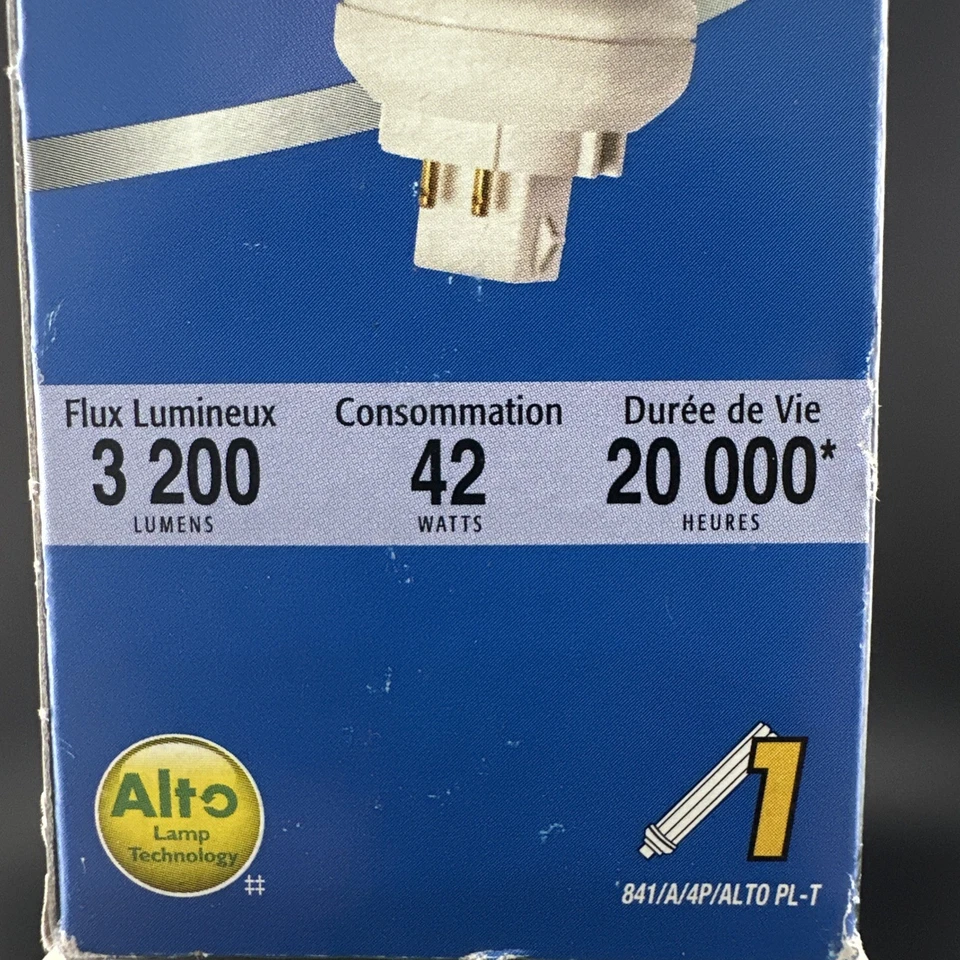 Flux Lumineux Consommation Durée de Vie
3 200 42 20 000*
LUMENS WATTS HEURES
Alto
Lamp
Technology
‡‡
1
841/A/4P/ALTO PL-T